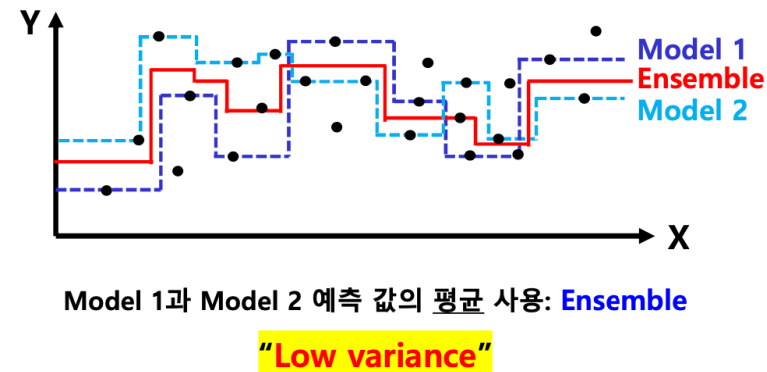 Y
Model 1
Ensemble
Model 2
X
Model 1과 Model 2 예측 값의 평균 사용: Ensemble
“Low variance”